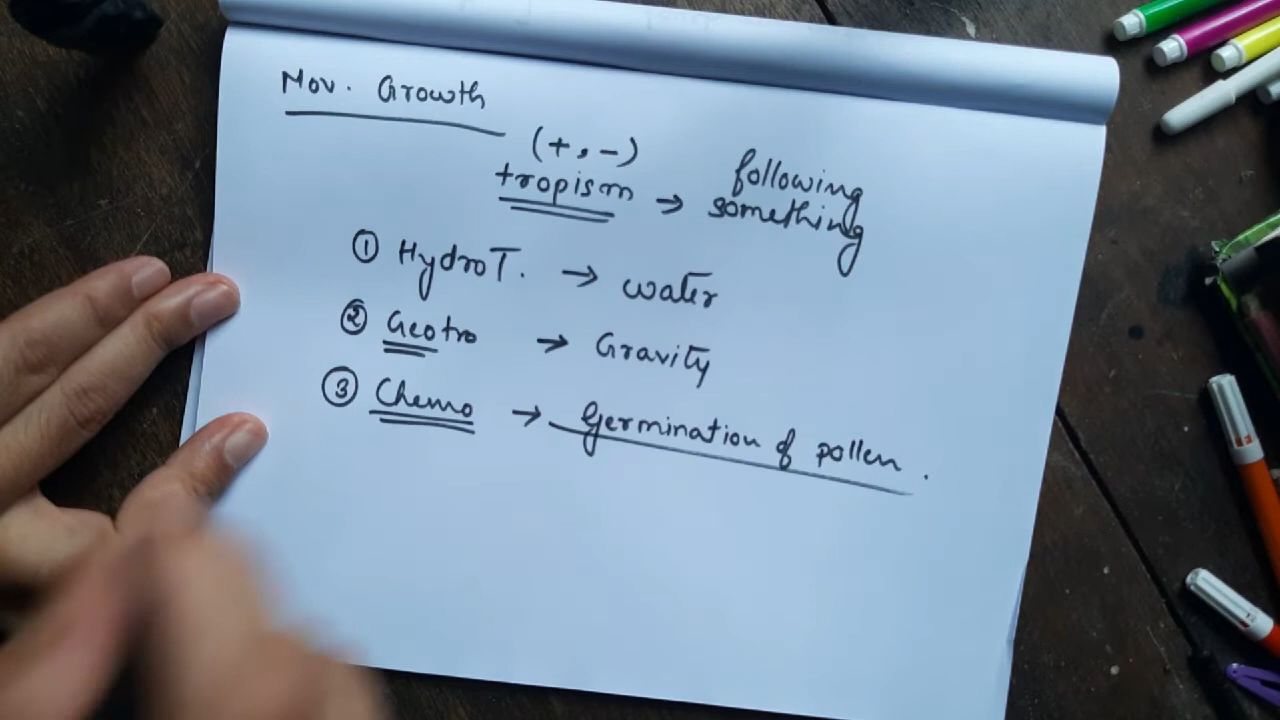 Mov. Growth
(+, -)
tropism → following something
① HydroT. → water
② Geotro → Gravity
③ Chemo → Germination of pollen.